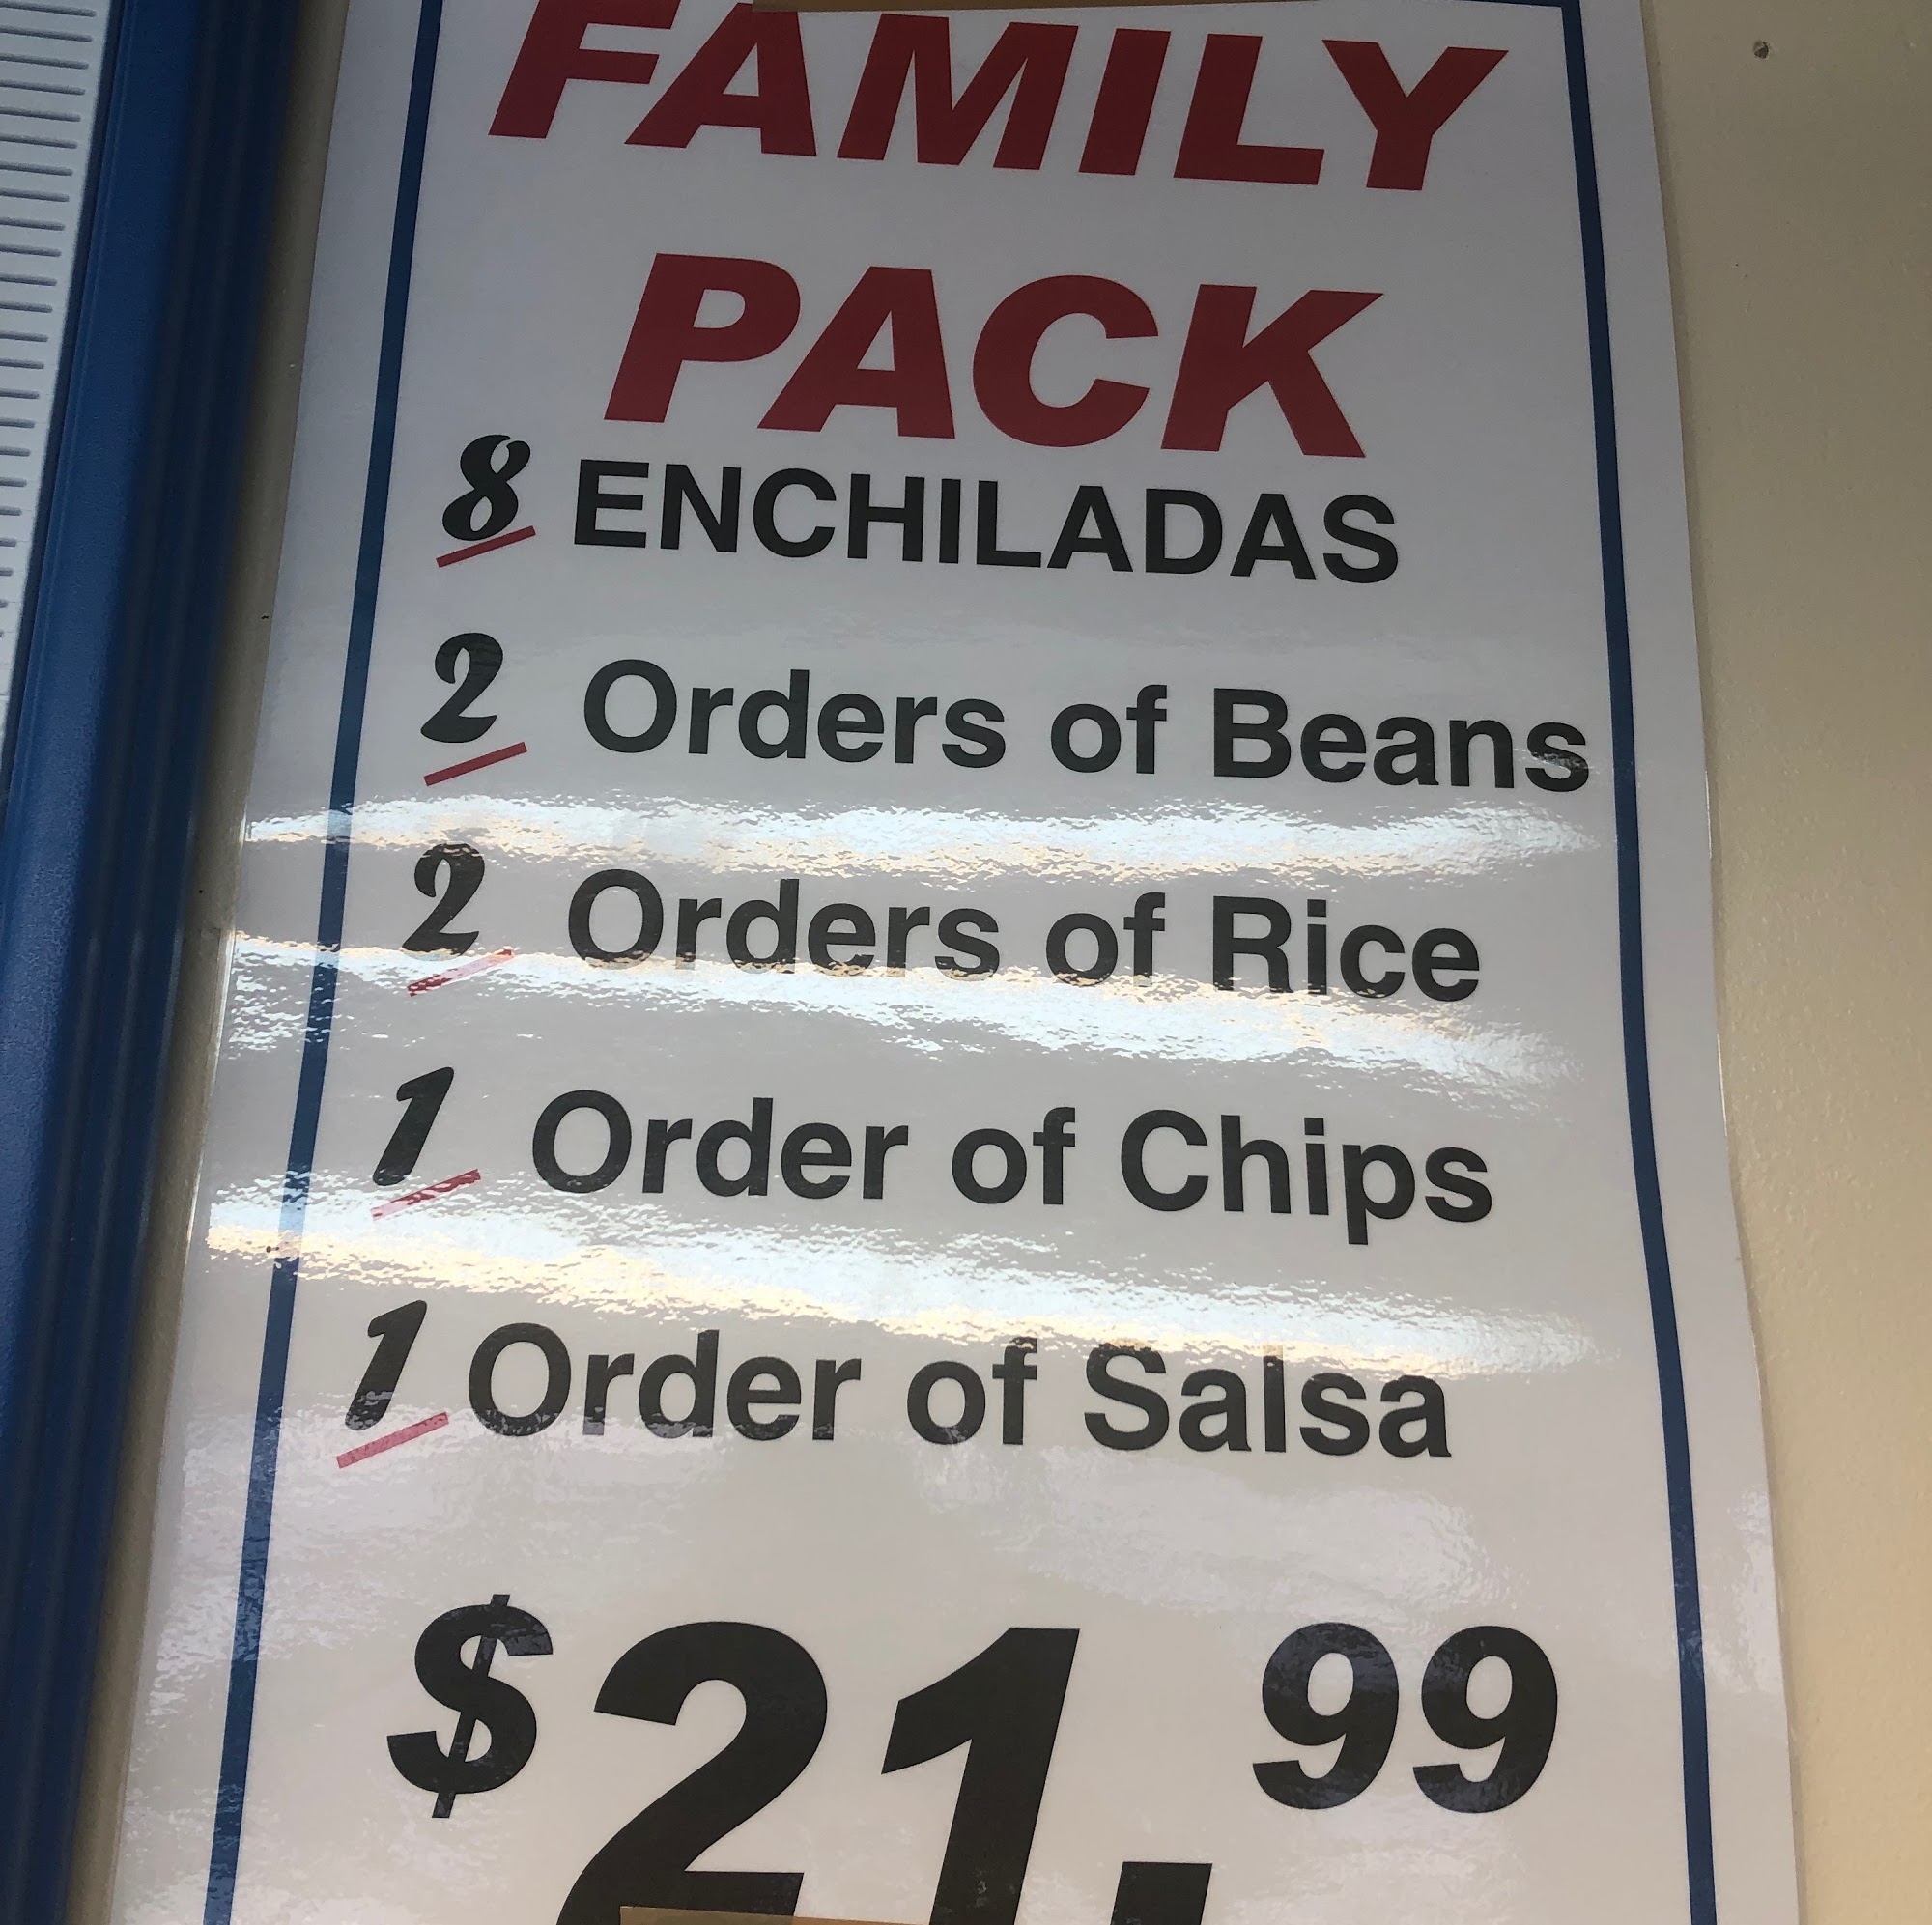 FAMILY
PACK
8 ENCHILADAS
2 Orders of Beans
2 Orders of Rice
1 Order of Chips
1 Order of Salsa
$21.99